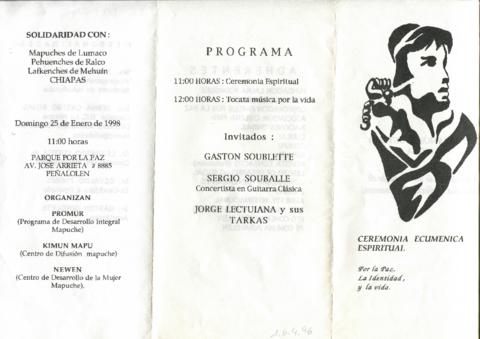 SOLIDARIDAD CON :
Mapuches de Lumaco
Pehuenches de Ralco
Lafkenches de Mehuin
CHIAPAS
Domingo 25 de Enero de 1998
11:00 horas
PARQUE POR LA PAZ
AV. JOSE ARRIETA # 8885
PEÑALOLEN
ORGANIZAN
PROMUR
(Programa de Desarrollo Integral
Mapuche)
KIMUN MAPU
(Centro de Difusión mapuche)
NEWEN
(Centro de Desarrollo de la Mujer
Mapuche).
PROGRAMA
11:00 HORAS : Ceremonia Espiritual
12:00 HORAS : Tocata música por la vida
Invitados :
GASTON SOUBLETTE
SERGIO SOUBALLE
Concertista en Guitarra Clásica
JORGE LECTUIANA y sus
TARKAS
1.6.4.96
CEREMONIA ECUMENICA
ESPIRITUAL
Por la Paz,
La Identidad,
y la vida.